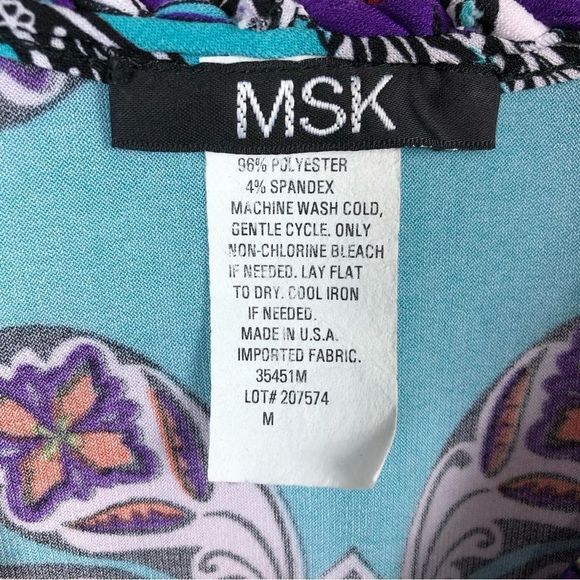 MSK
96% POLYESTER
4% SPANDEX
MACHINE WASH COLD,
GENTLE CYCLE. ONLY
NON-CHLORINE BLEACH
IF NEEDED. LAY FLAT
TO DRY. COOL IRON
IF NEEDED.
MADE IN U.S.A.
IMPORTED FABRIC.
35451M
LOT# 207574
M